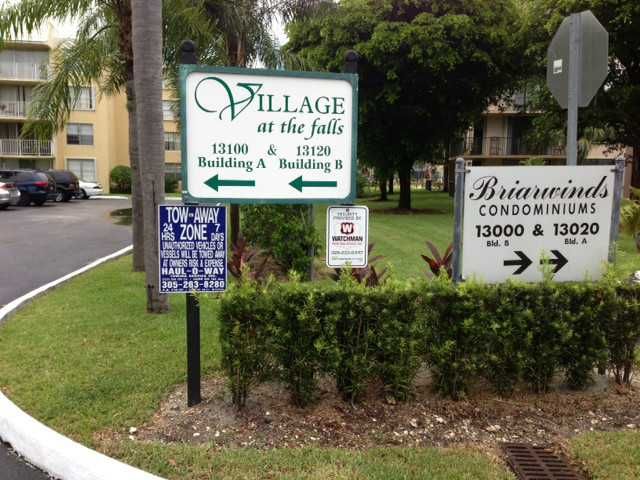 VILLAGE
at the falls
13100 & 13120
Building A Building B
TOW-AWAY
24 ZONE 7
HRS DAYS
UNAUTHORIZED VEHICLES OR
VESSELS WILL BE TOWED AWAY
AT OWNERS RISK & EXPENSE
HAUL-O-WAY
305-263-8280
PROVIDED BY
W
WATCHMAN
BRIARWINDS
CONDOMINIUMS
13000 & 13020
Bld. B Bld. A